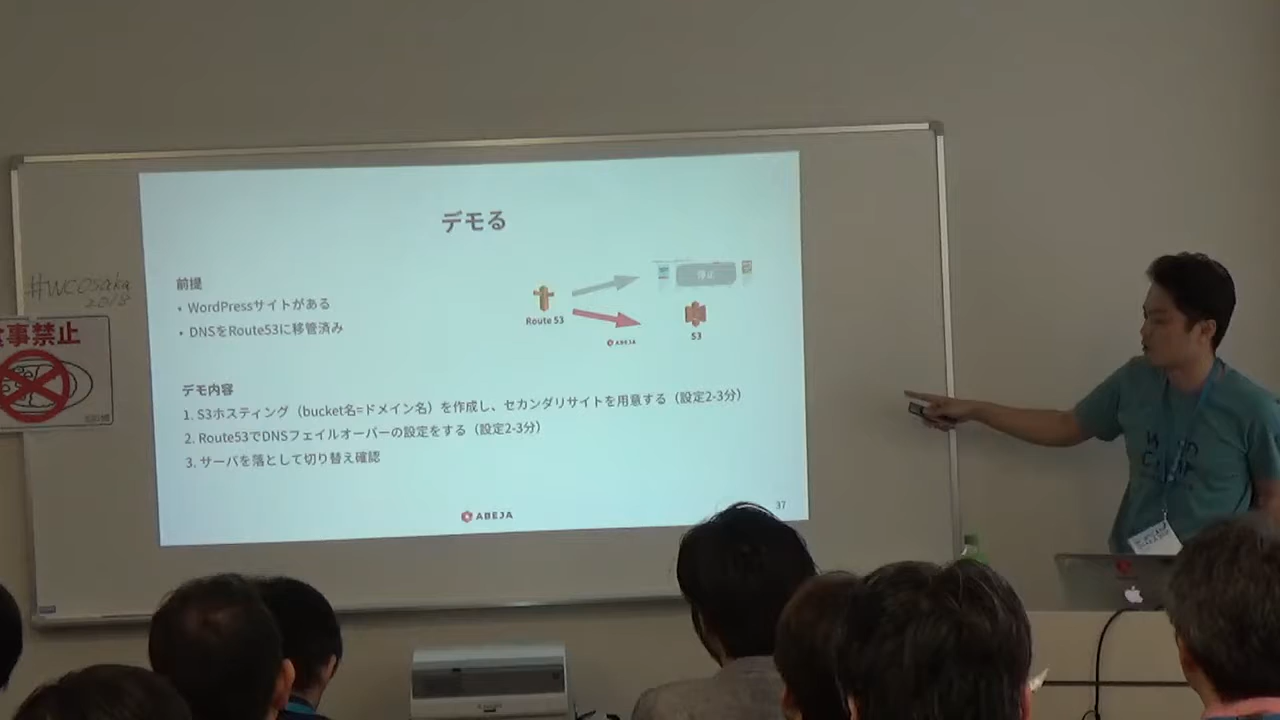 デモる
前提
• WordPressサイトがある
• DNSをRoute53に移管済み
停止
Route 53
S3
ABEJA
デモ内容
1. S3ホスティング（bucket名=ドメイン名）を作成し、セカンダリサイトを用意する（設定2-3分）
2. Route53でDNSフェイルオーバーの設定をする（設定2-3分）
3. サーバを落として切り替え確認
ABEJA
37
#WCOsaka
2018
食事禁止